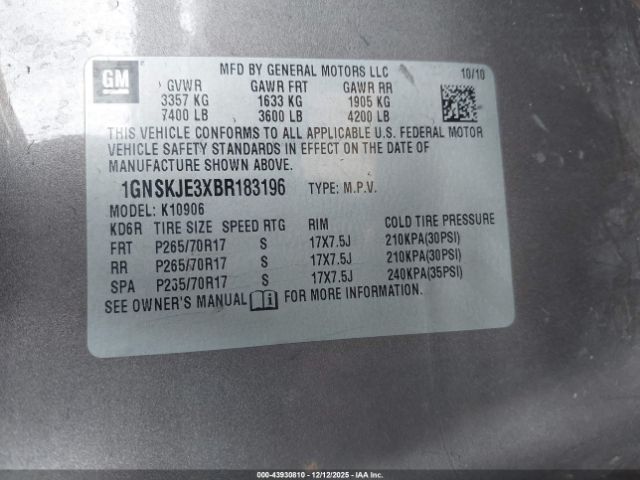 GM
MFD BY GENERAL MOTORS LLC 10/10
GVWR GAWR FRT GAWR RR
3357 KG 1633 KG 1905 KG
7400 LB 3600 LB 4200 LB
THIS VEHICLE CONFORMS TO ALL APPLICABLE U.S. FEDERAL MOTOR
VEHICLE SAFETY STANDARDS IN EFFECT ON THE DATE OF
MANUFACTURE SHOWN ABOVE.
1GNSKJE3XBR183196 TYPE: M.P.V.
MODEL: K10906
KD6R TIRE SIZE SPEED RTG RIM COLD TIRE PRESSURE
FRT P265/70R17 S 17X7.5J 210KPA(30PSI)
RR P265/70R17 S 17X7.5J 210KPA(30PSI)
SPA P265/70R17 S 17X7.5J 240KPA(35PSI)
SEE OWNER'S MANUAL FOR MORE INFORMATION.
000-43930810 - 12/12/2025 - IAAI.COM